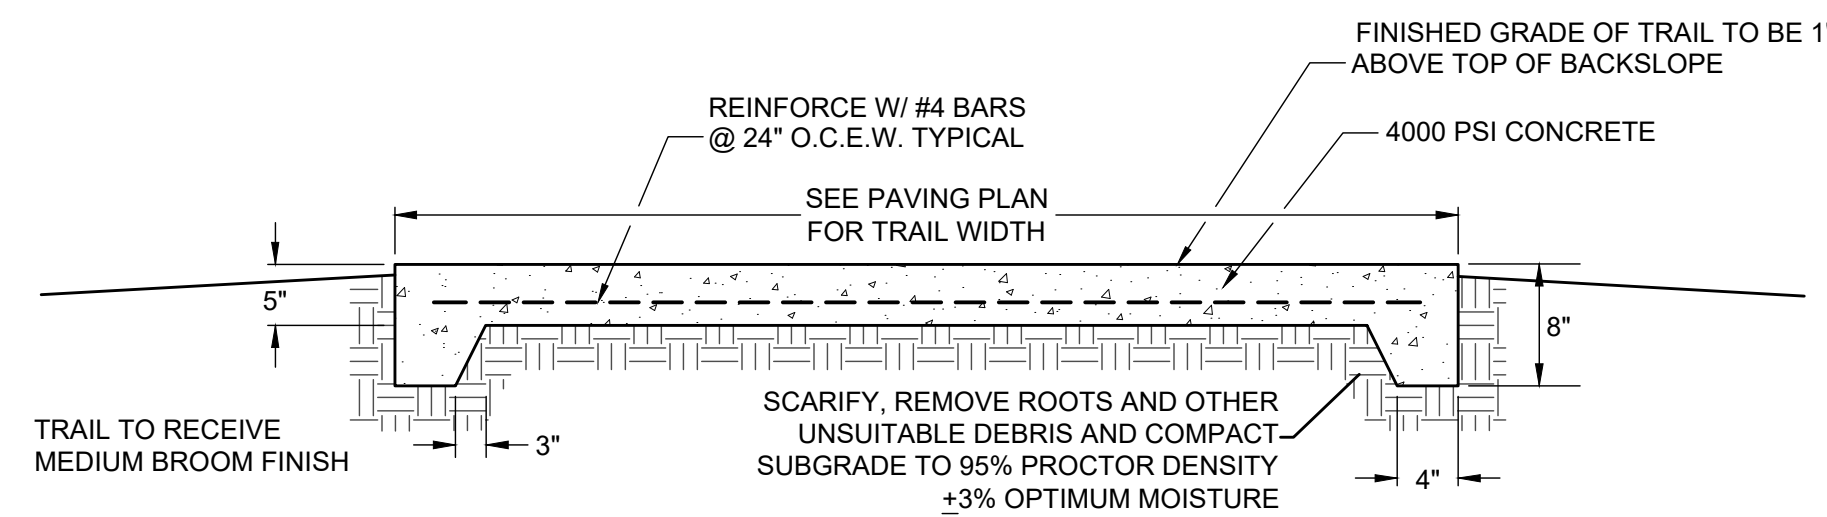 FINISHED GRADE OF TRAIL TO BE 1"
ABOVE TOP OF BACKSLOPE
REINFORCE W/ #4 BARS
@ 24" O.C.E.W. TYPICAL
4000 PSI CONCRETE
SEE PAVING PLAN
FOR TRAIL WIDTH
5"
8"
SCARIFY, REMOVE ROOTS AND OTHER
UNSUITABLE DEBRIS AND COMPACT
SUBGRADE TO 95% PROCTOR DENSITY
±3% OPTIMUM MOISTURE
TRAIL TO RECEIVE
MEDIUM BROOM FINISH
3"
4"